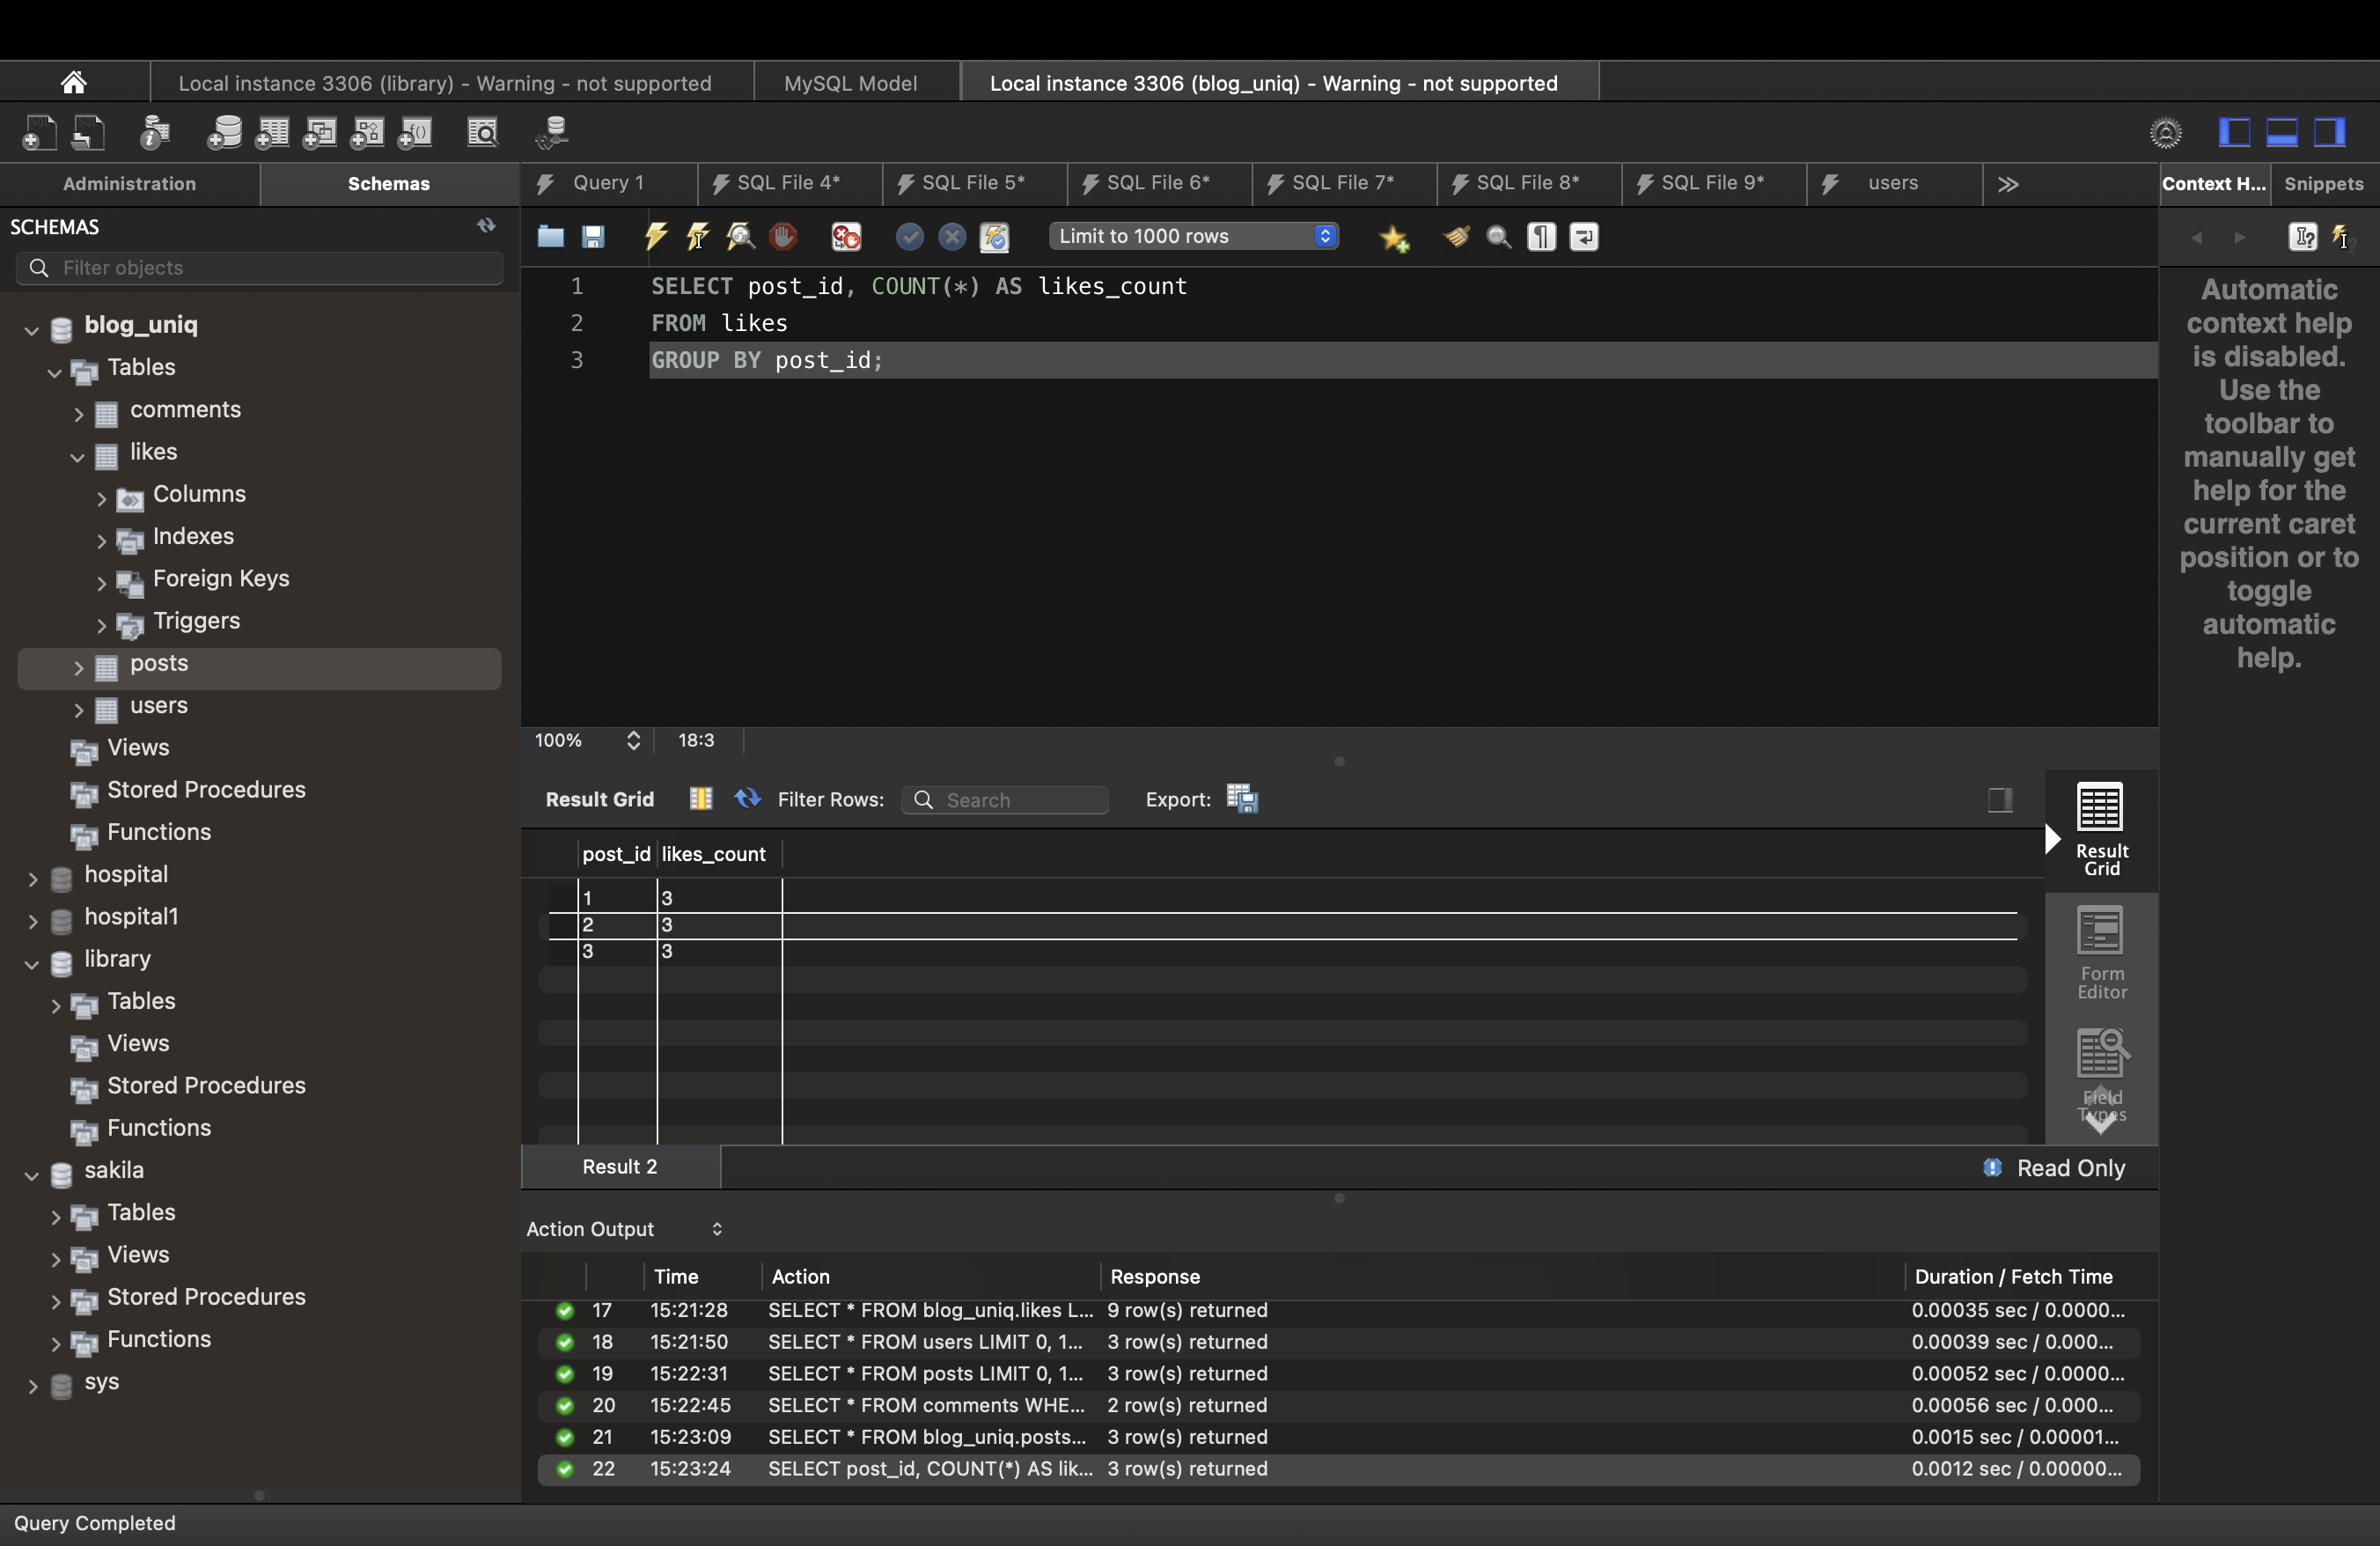 Local instance 3306 (library) - Warning - not supported
MySQL Model
Local instance 3306 (blog_uniq) - Warning - not supported
Administration
Schemas
Query 1
SQL File 4*
SQL File 5*
SQL File 6*
SQL File 7*
SQL File 8*
SQL File 9*
users
Context H...
Snippets
SCHEMAS
Filter objects
blog_uniq
Tables
comments
likes
Columns
Indexes
Foreign Keys
Triggers
posts
users
Views
Stored Procedures
Functions
hospital
hospital1
library
Tables
Views
Stored Procedures
Functions
sakila
Tables
Views
Stored Procedures
Functions
sys
Limit to 1000 rows
1 SELECT post_id, COUNT(*) AS likes_count
2 FROM likes
3 GROUP BY post_id;
Automatic
context help
is disabled.
Use the
toolbar to
manually get
help for the
current caret
position or to
toggle
automatic
help.
100%
18:3
Result Grid
Filter Rows:
Search
Export:
post_id likes_count
1 3
2 3
3 3
Result
Grid
Form
Editor
Field
Types
Result 2
Read Only
Action Output
Time Action Response Duration / Fetch Time
17 15:21:28 SELECT * FROM blog_uniq.likes L... 9 row(s) returned 0.00035 sec / 0.0000...
18 15:21:50 SELECT * FROM users LIMIT 0, 1... 3 row(s) returned 0.00039 sec / 0.000...
19 15:22:31 SELECT * FROM posts LIMIT 0, 1... 3 row(s) returned 0.00052 sec / 0.0000...
20 15:22:45 SELECT * FROM comments WHE... 2 row(s) returned 0.00056 sec / 0.000...
21 15:23:09 SELECT * FROM blog_uniq.posts... 3 row(s) returned 0.0015 sec / 0.00001...
22 15:23:24 SELECT post_id, COUNT(*) AS lik... 3 row(s) returned 0.0012 sec / 0.00000...
Query Completed